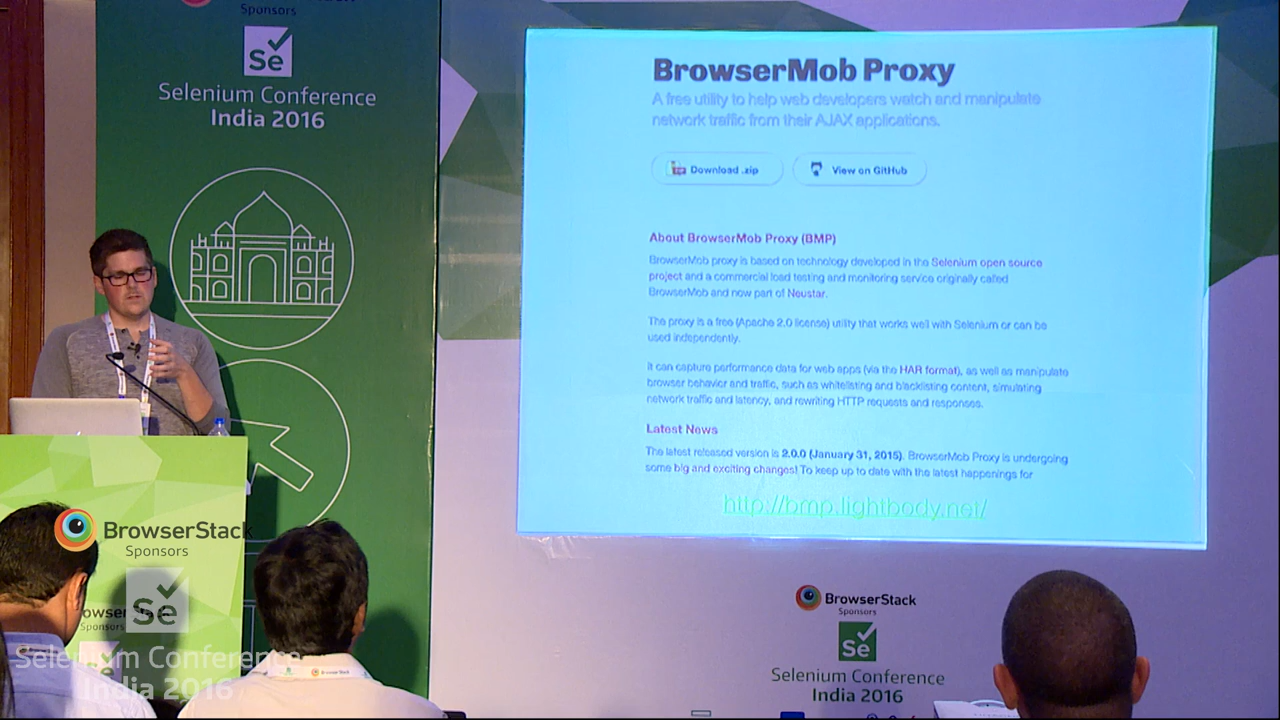 Sponsors
Se
Selenium Conference
India 2016
BrowserMob Proxy
A free utility to help web developers watch and manipulate
network traffic from their AJAX applications.
Download .zip
View on GitHub
About BrowserMob Proxy (BMP)
BrowserMob proxy is based on technology developed in the Selenium open source
project and a commercial load testing and monitoring service originally called
BrowserMob and now part of Neustar.
The proxy is a free (Apache 2.0 license) utility that works well with Selenium or can be
used independently.
It can capture performance data for web apps (via the HAR format), as well as manipulate
browser behavior and traffic, such as whitelisting and blacklisting content, simulating
network traffic and latency, and rewriting HTTP requests and responses.
Latest News
The latest released version is 2.0.0 (January 31, 2015). BrowserMob Proxy is undergoing
some big and exciting changes! To keep up to date with the latest happenings for
http://bmp.lightbody.net/
BrowserStack
Sponsors
Se
owser
Sponsors
Selenium Conference
India 2016
BrowserStack
BrowserStack
Sponsors
Se
Selenium Conference
India 2016